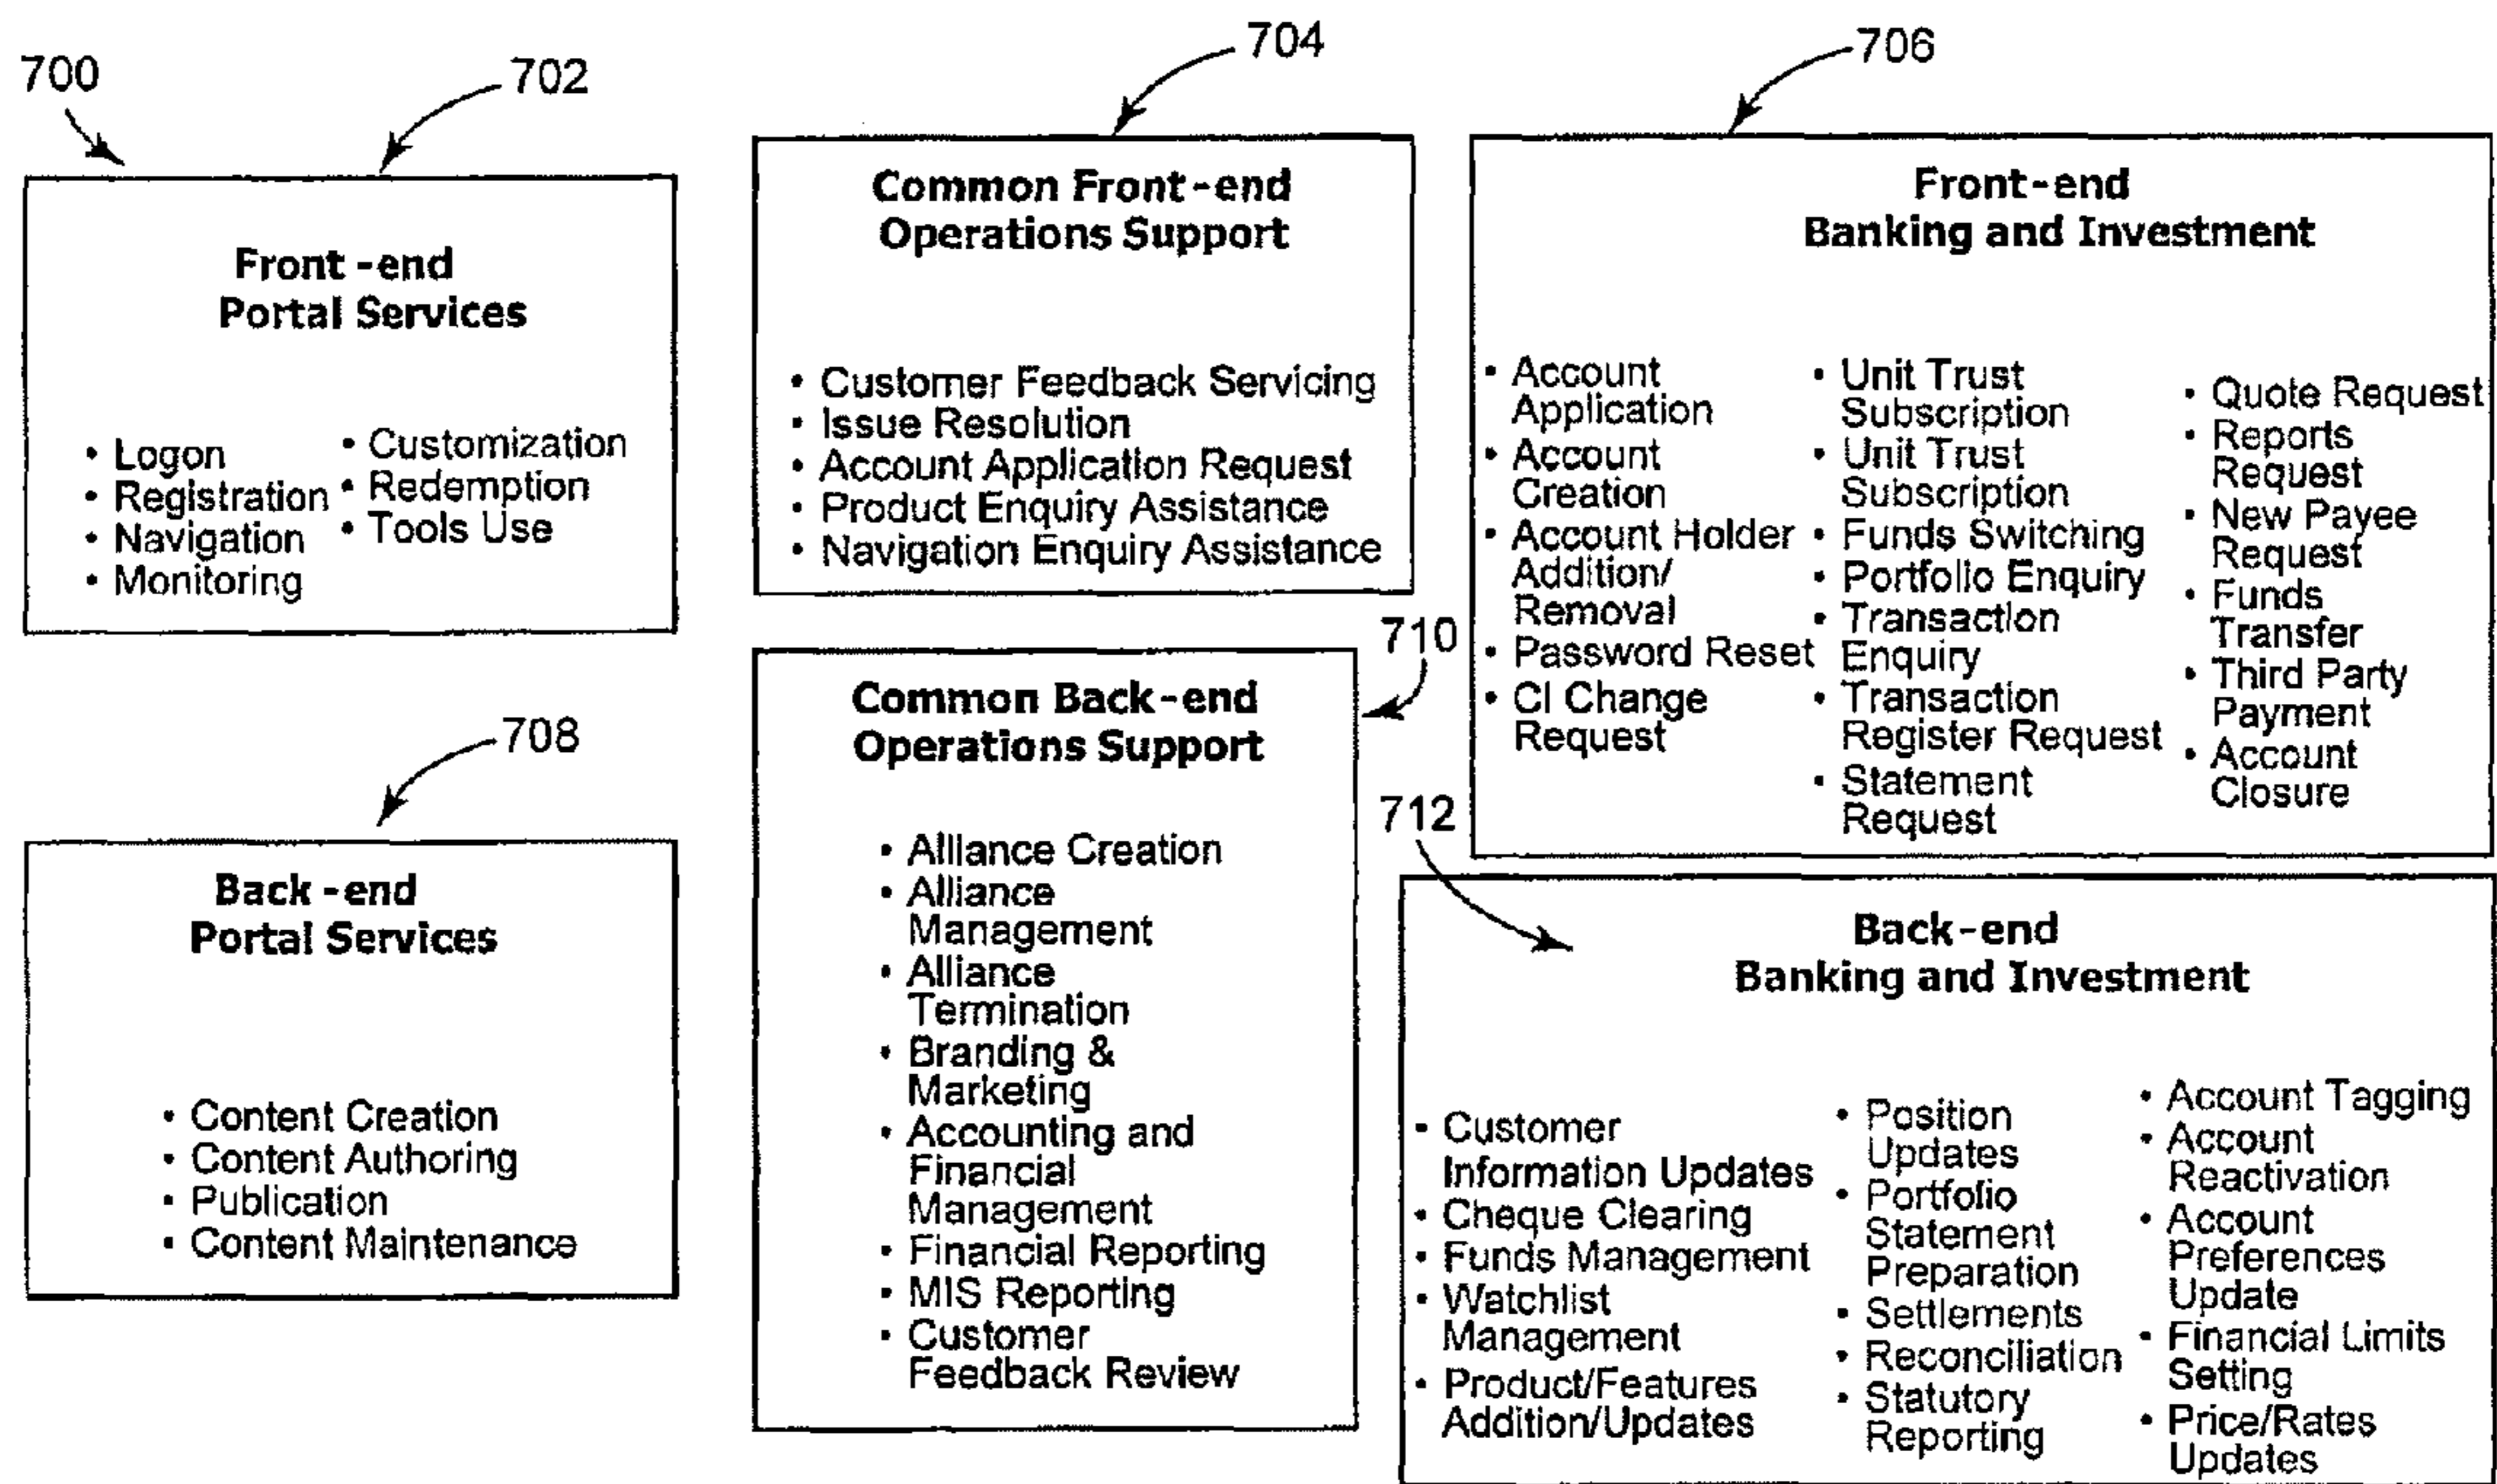 700
702
Front-end
Portal Services
• Logon
• Registration
• Navigation
• Monitoring
• Customization
• Redemption
• Tools Use
704
Common Front-end
Operations Support
• Customer Feedback Servicing
• Issue Resolution
• Account Application Request
• Product Enquiry Assistance
• Navigation Enquiry Assistance
706
Front-end
Banking and Investment
• Account
Application
• Account
Creation
• Account Holder
Addition/
Removal
• Password Reset
• CI Change
Request
• Unit Trust
Subscription
• Unit Trust
Subscription
• Funds Switching
• Portfolio Enquiry
• Transaction
Enquiry
• Transaction
Register Request
• Statement
Request
• Quote Request
• Reports
Request
• New Payee
Request
• Funds
Transfer
• Third Party
Payment
• Account
Closure
708
Back-end
Portal Services
• Content Creation
• Content Authoring
• Publication
• Content Maintenance
710
Common Back-end
Operations Support
• Alliance Creation
• Alliance
Management
• Alliance
Termination
• Branding &
Marketing
• Accounting and
Financial
Management
• Financial Reporting
• MIS Reporting
• Customer
Feedback Review
712
Back-end
Banking and Investment
• Customer
Information Updates
• Cheque Clearing
• Funds Management
• Watchlist
Management
• Product/Features
Addition/Updates
• Position
Updates
• Portfolio
Statement
Preparation
• Settlements
• Reconciliation
• Statutory
Reporting
• Account Tagging
• Account
Reactivation
• Account
Preferences
Update
• Financial Limits
Setting
• Price/Rates
Updates